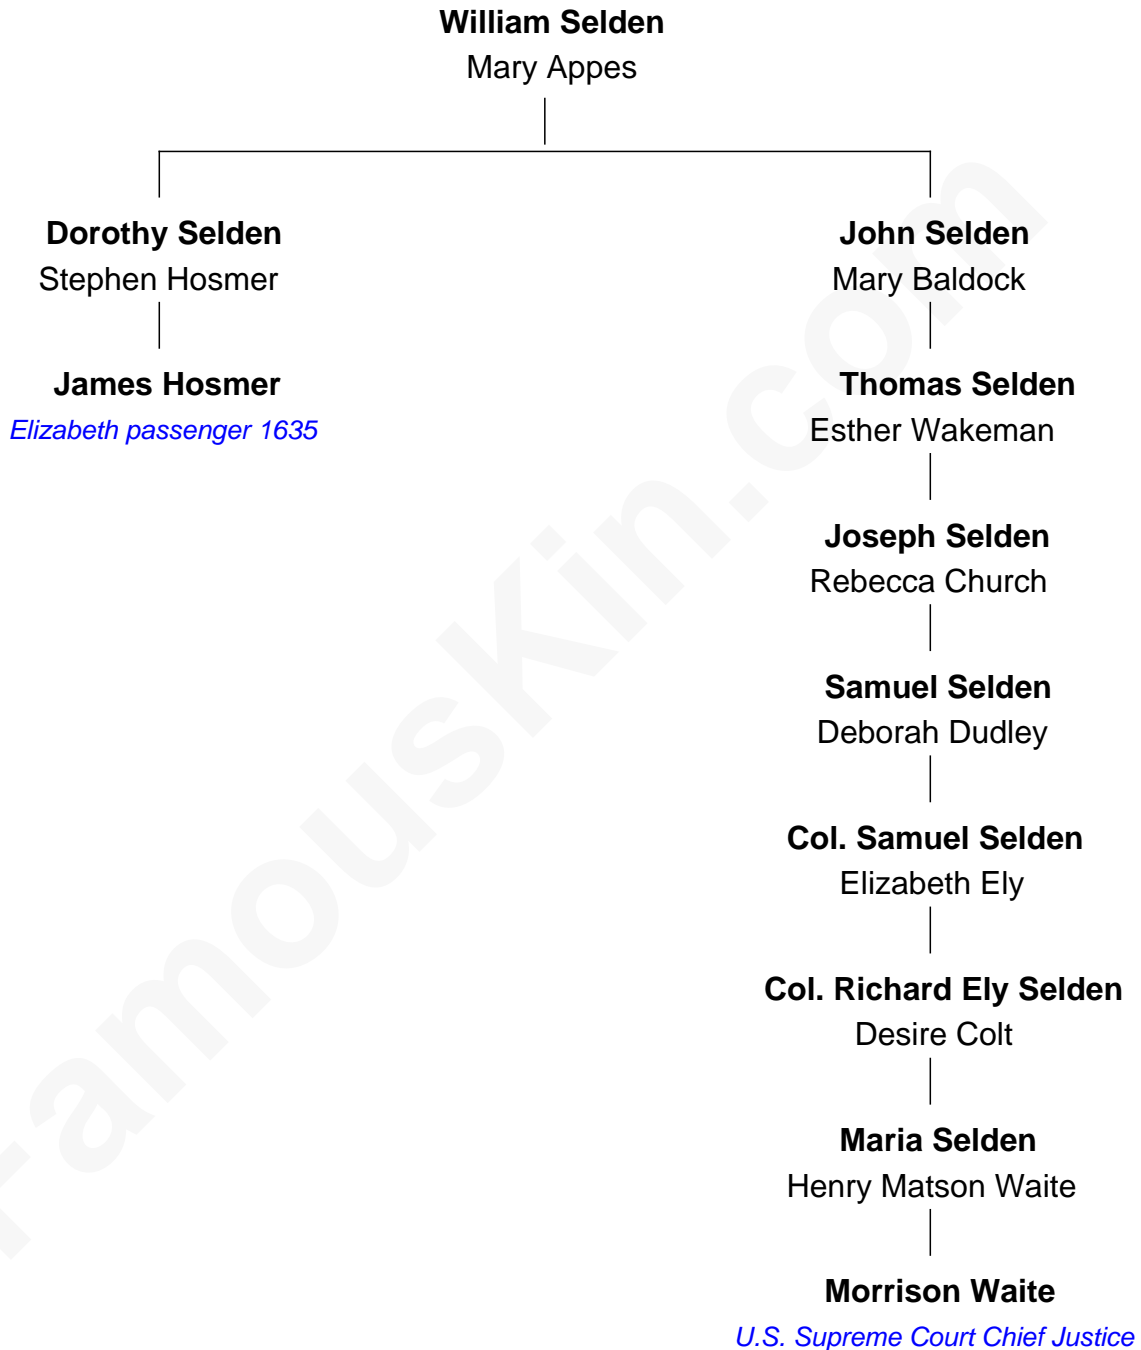 William Selden
Mary Appes
Dorothy Selden
Stephen Hosmer
James Hosmer
Elizabeth passenger 1635
John Selden
Mary Baldock
Thomas Selden
Esther Wakeman
Joseph Selden
Rebecca Church
Samuel Selden
Deborah Dudley
Col. Samuel Selden
Elizabeth Ely
Col. Richard Ely Selden
Desire Colt
Maria Selden
Henry Matson Waite
Morrison Waite
U.S. Supreme Court Chief Justice
FamousKin.com